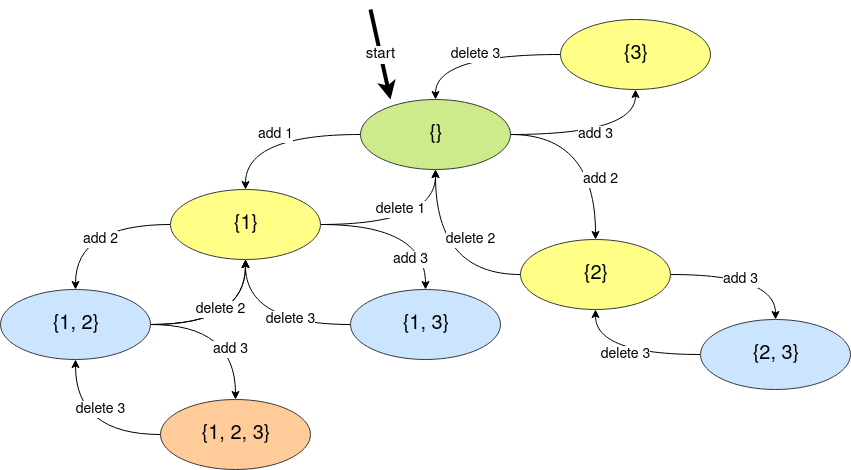 start
delete 3
{3}
{}
add 1
add 3
add 2
{1}
delete 1
add 2
add 3
delete 2
{2}
add 3
{1, 2}
delete 2
delete 3
{1, 3}
add 3
delete 3
{2, 3}
delete 3
{1, 2, 3}